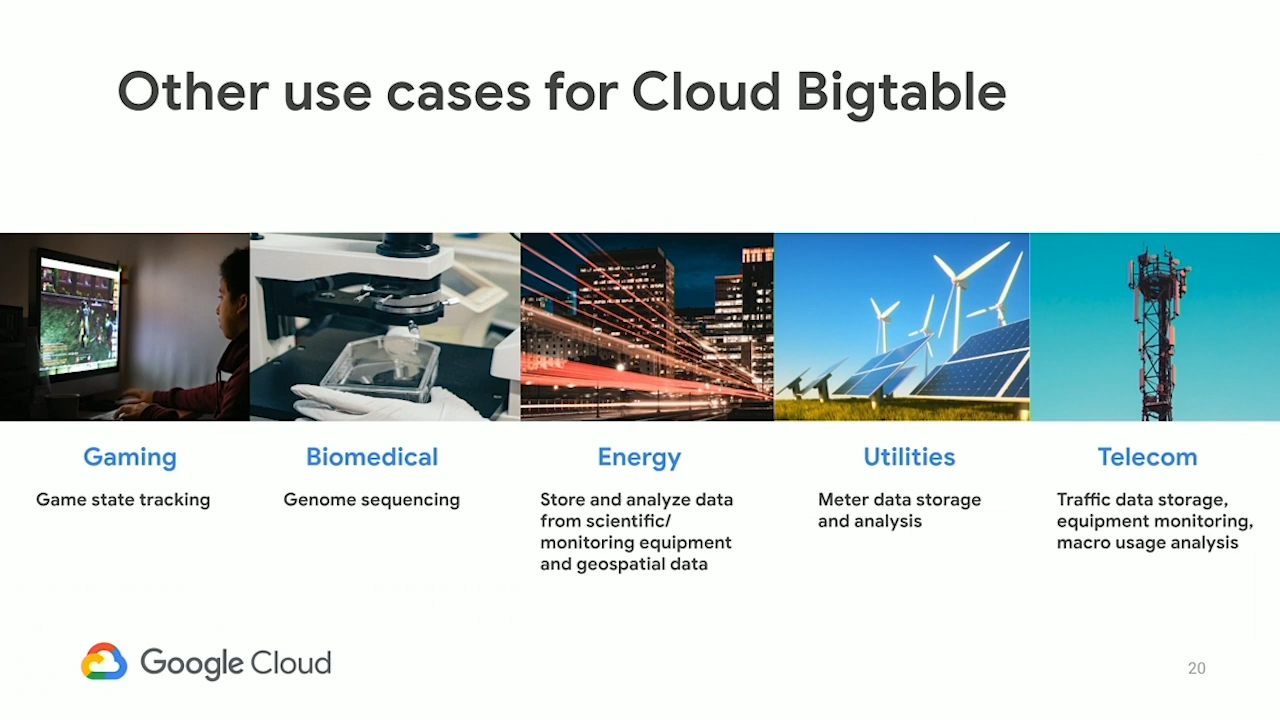 Other use cases for Cloud Bigtable
Gaming
Game state tracking
Biomedical
Genome sequencing
Energy
Store and analyze data
from scientific/
monitoring equipment
and geospatial data
Utilities
Meter data storage
and analysis
Telecom
Traffic data storage,
equipment monitoring,
macro usage analysis
Google Cloud
20